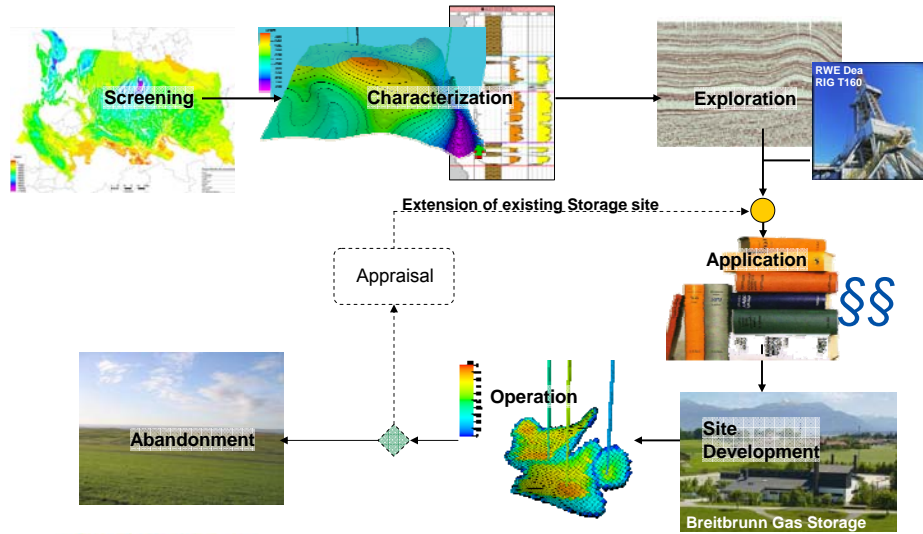 Screening
Characterization
Exploration
RWE Dea
RIG T160
Extension of existing Storage site
Appraisal
Application
§§
Operation
Abandonment
Site
Development
Breitbrunn Gas Storage